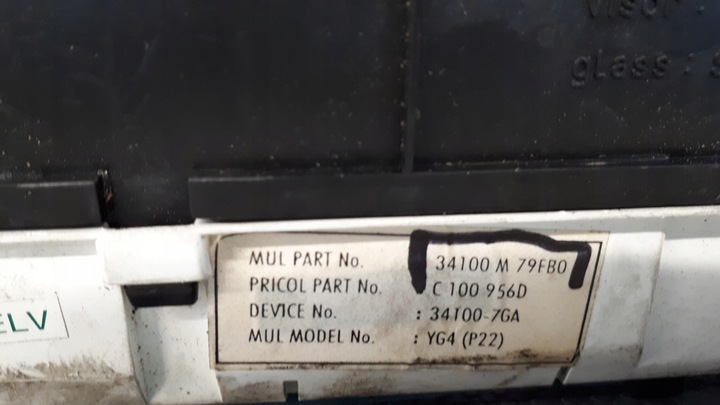 visor :
glass :
MUL PART No. 34100 M 79FB0
PRICOL PART No. C 100 956D
DEVICE No. : 34100-7GA
MUL MODEL No. : YG4 (P22)
ELV